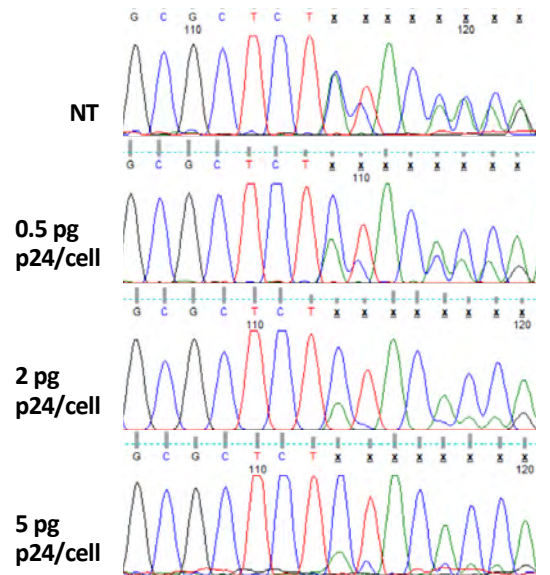 G C G C T C T x x x x x x x x
110 120
NT
G C G C T C T x x x x x x x x
110
0.5 pg
p24/cell
G C G C T C T x x x x x x x x
110 120
2 pg
p24/cell
G C G C T C T x x x x x x x x
110 120
5 pg
p24/cell